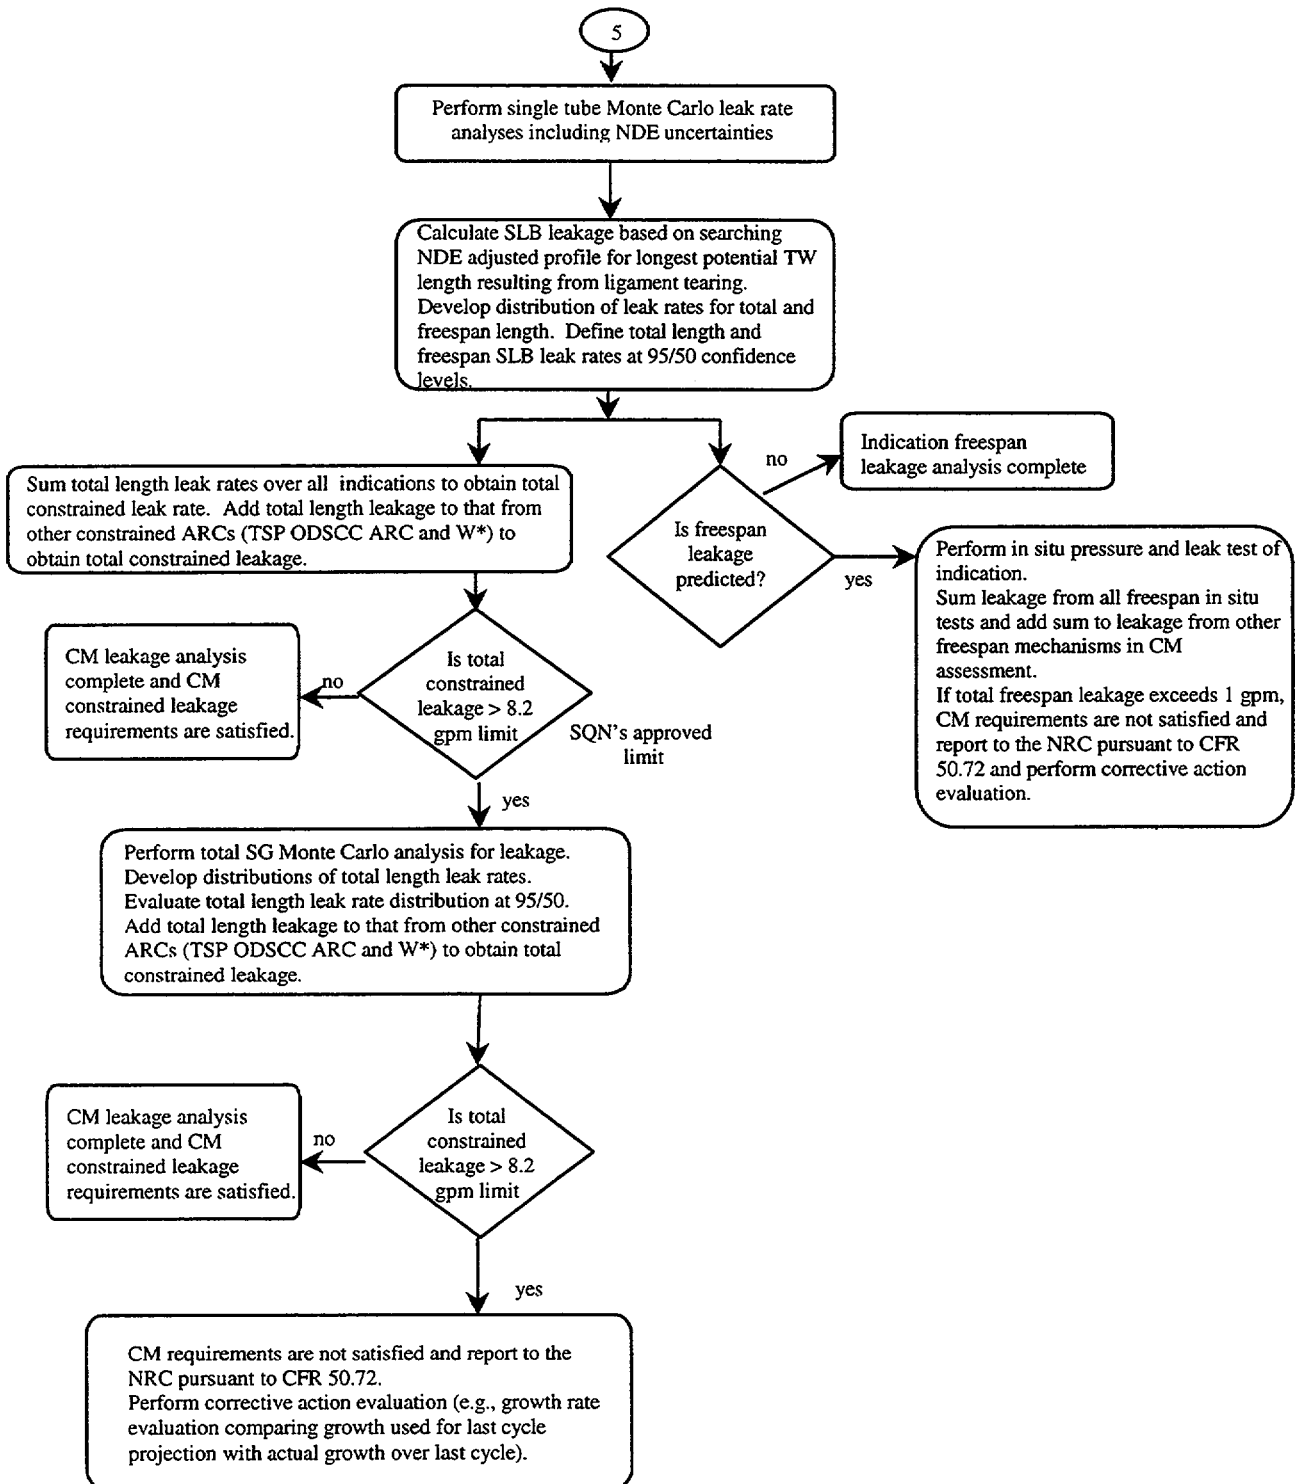 5
Perform single tube Monte Carlo leak rate
analyses including NDE uncertainties
Calculate SLB leakage based on searching
NDE adjusted profile for longest potential TW
length resulting from ligament tearing.
Develop distribution of leak rates for total and
freespan length. Define total length and
freespan SLB leak rates at 95/50 confidence
levels.
Sum total length leak rates over all indications to obtain total
constrained leak rate. Add total length leakage to that from
other constrained ARCs (TSP ODSCC ARC and W*) to
obtain total constrained leakage.
Is freespan
leakage
predicted?
no
Indication freespan
leakage analysis complete
yes
Perform in situ pressure and leak test of
indication.
Sum leakage from all freespan in situ
tests and add sum to leakage from other
freespan mechanisms in CM
assessment.
If total freespan leakage exceeds 1 gpm,
CM requirements are not satisfied and
report to the NRC pursuant to CFR
50.72 and perform corrective action
evaluation.
CM leakage analysis
complete and CM
constrained leakage
requirements are satisfied.
no
Is total
constrained
leakage > 8.2
gpm limit
SQN's approved
limit
yes
Perform total SG Monte Carlo analysis for leakage.
Develop distributions of total length leak rates.
Evaluate total length leak rate distribution at 95/50.
Add total length leakage to that from other constrained
ARCs (TSP ODSCC ARC and W*) to obtain total
constrained leakage.
CM leakage analysis
complete and CM
constrained leakage
requirements are satisfied.
no
Is total
constrained
leakage > 8.2
gpm limit
yes
CM requirements are not satisfied and report to the
NRC pursuant to CFR 50.72.
Perform corrective action evaluation (e.g., growth rate
evaluation comparing growth used for last cycle
projection with actual growth over last cycle).